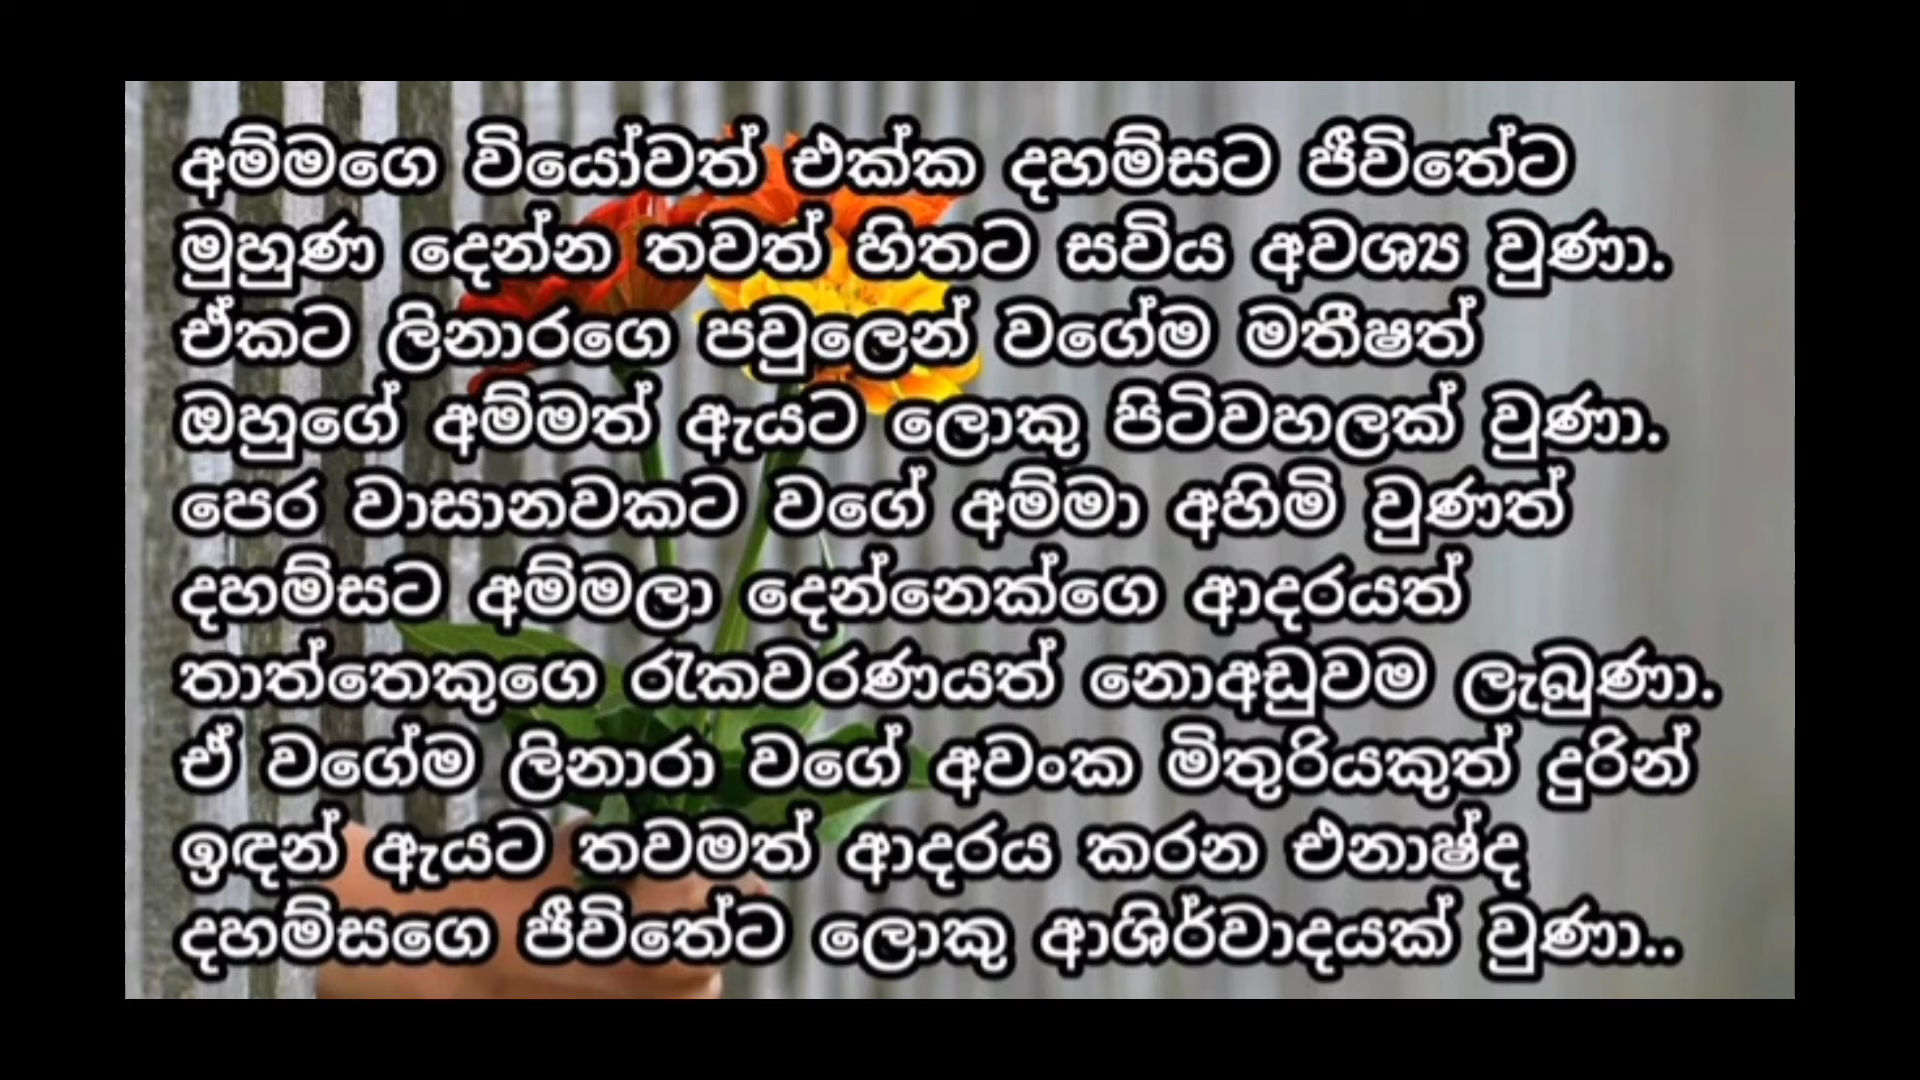 අම්මගෙ වියෝවත් එක්ක දහම්සට ජීවිතේට
මුහුණ දෙන්න තවත් හිතට සවිය අවශ්‍ය වුණා.
ඒකට ලිනාරගෙ පවුලෙන් වගේම මතීෂත්
ඔහුගේ අම්මත් ඇයට ලොකු පිටිවහලක් වුණා.
පෙර වාසානවකට වගේ අම්මා අහිමි වුණත්
දහම්සට අම්මලා දෙන්නෙක්ගෙ ආදරයත්
තාත්තෙකුගෙ රැකවරණයත් නොඅඩුවම ලැබුණා.
ඒ වගේම ලිනාරා වගේ අවංක මිතුරියකුත් දුරින්
ඉඳන් ඇයට තවමත් ආදරය කරන එනාෂ්ද
දහම්සගෙ ජීවිතේට ලොකු ආශිර්වාදයක් වුණා..